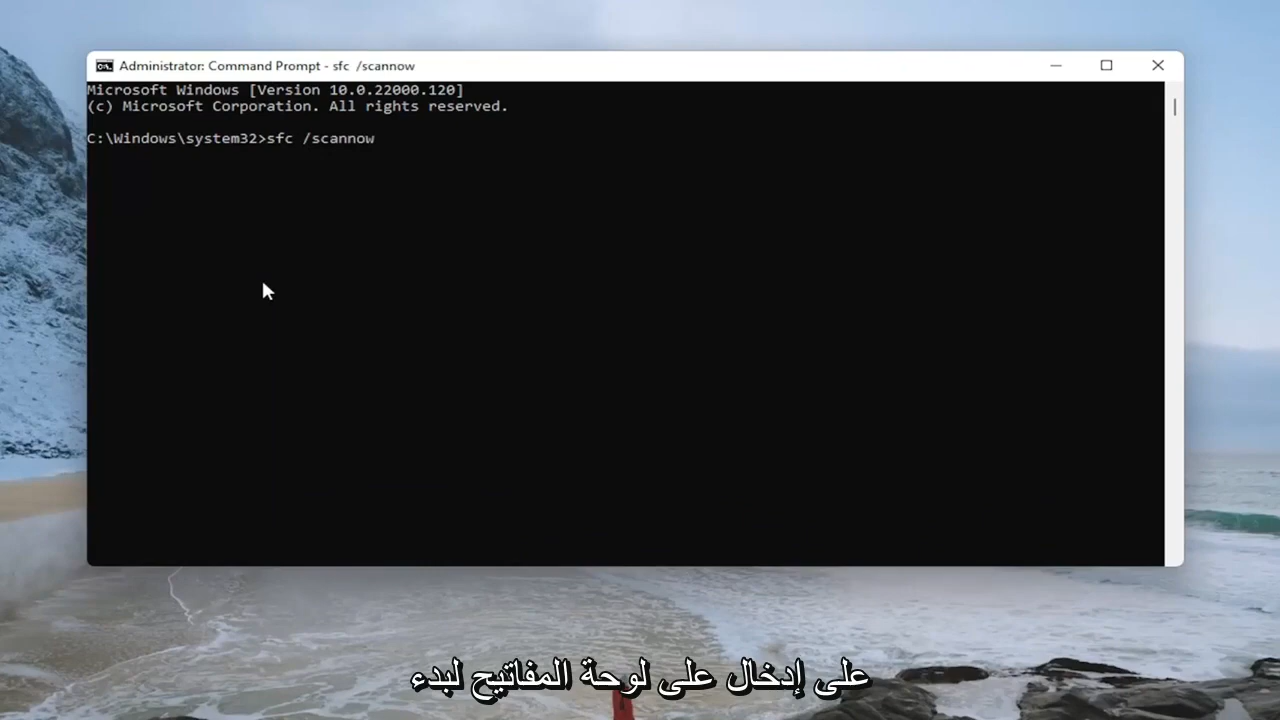 Administrator: Command Prompt - sfc  /scannow
Microsoft Windows [Version 10.0.22000.120]
(c) Microsoft Corporation. All rights reserved.
C:\Windows\system32>sfc /scannow
على إدخال على لوحة المفاتيح لبدء